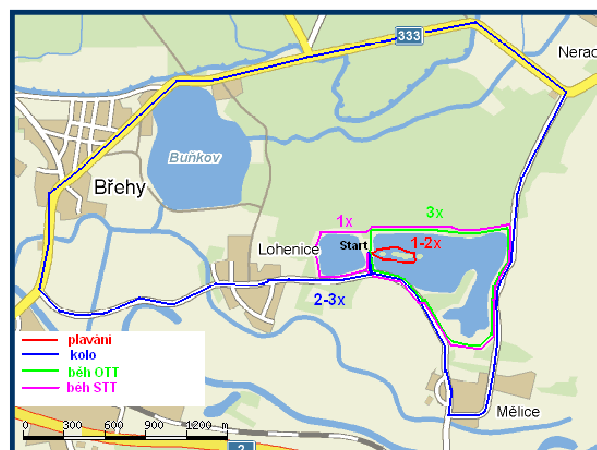 333
Nerac
Buňkov
Břehy
1x
3x
Start
1-2x
Lohenice
2-3x
plavání
kolo
běh OTT
běh STT
Mělice
0 300 600 900 1200 m
2